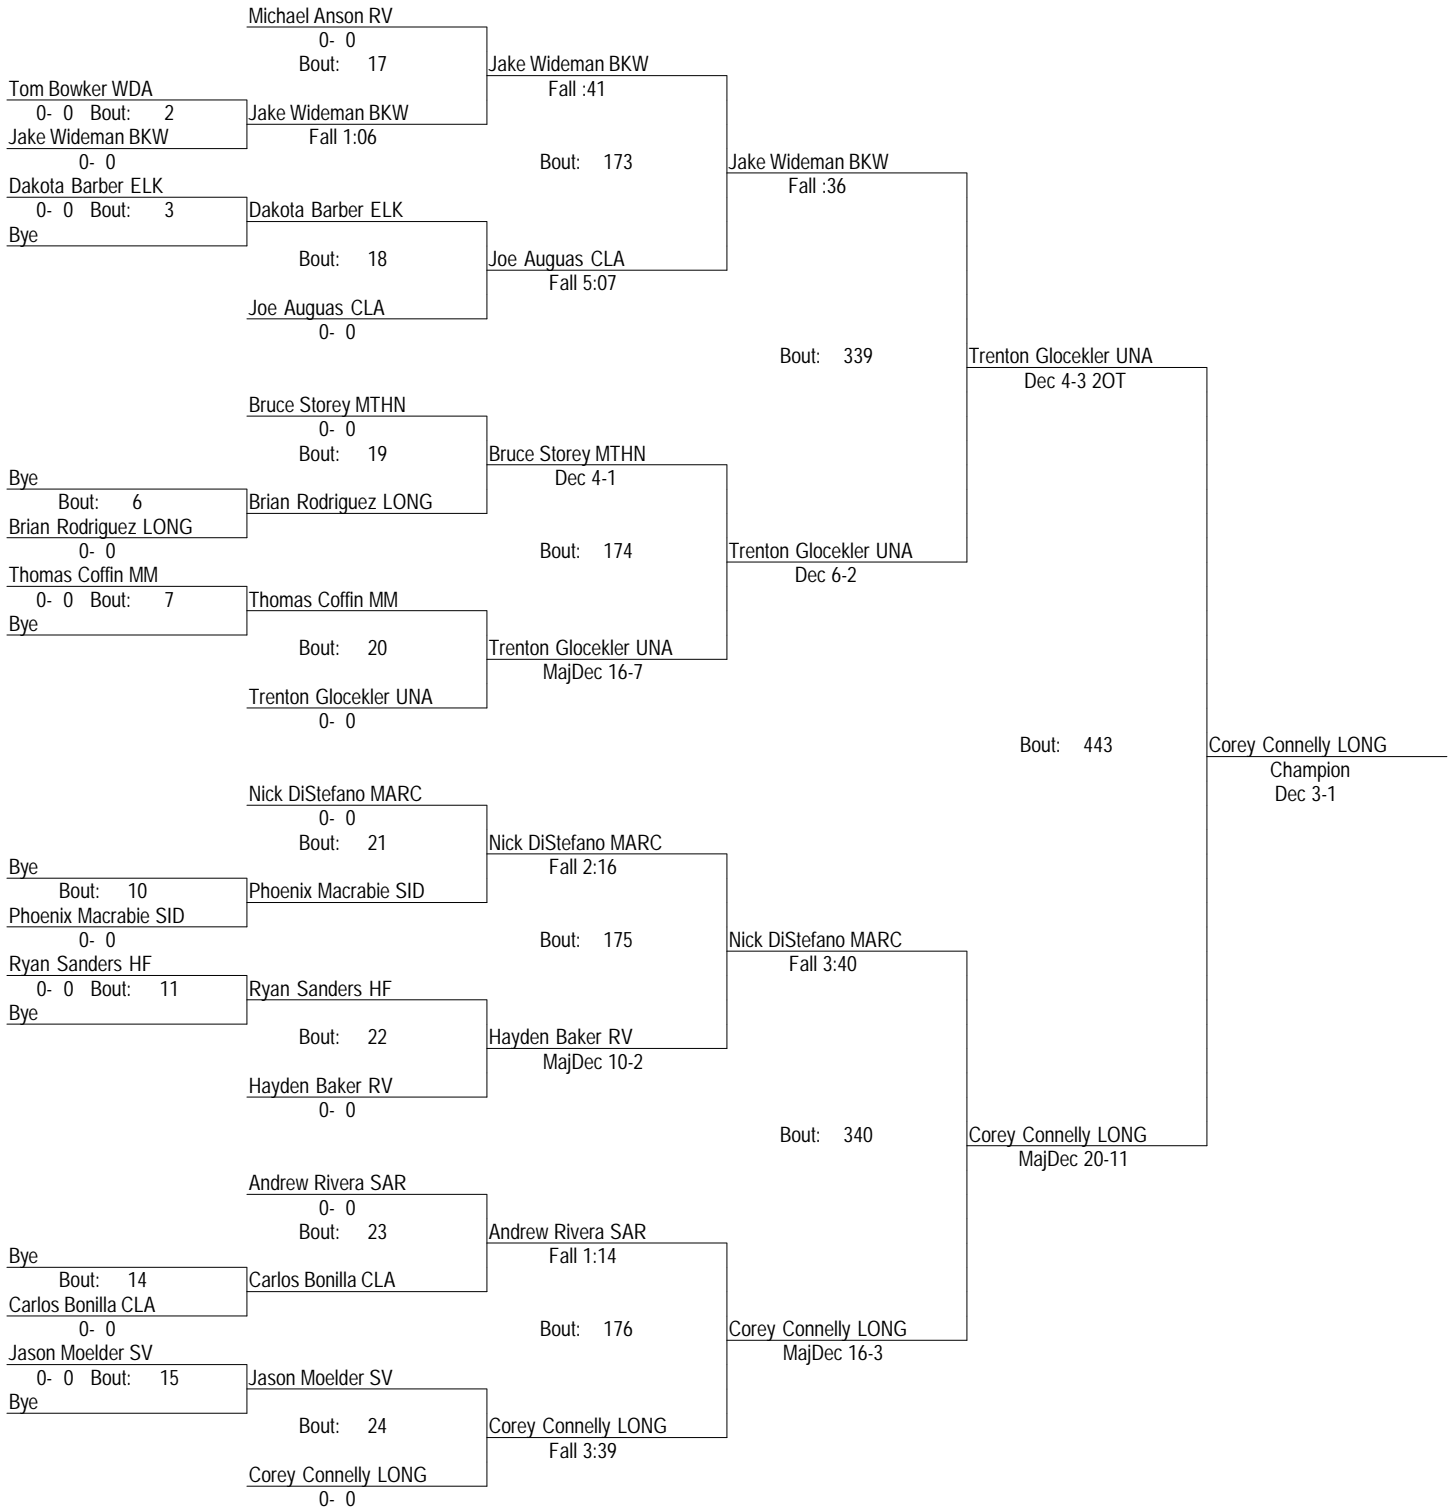 Michael Anson RV
0- 0
Bout: 17
Jake Wideman BKW
Fall :41
Tom Bowker WDA
0- 0 Bout: 2
Jake Wideman BKW
Fall 1:06
Jake Wideman BKW
0- 0
Bout: 173
Jake Wideman BKW
Fall :36
Dakota Barber ELK
0- 0 Bout: 3
Dakota Barber ELK
Bye
Bout: 18
Joe Auguas CLA
Fall 5:07
Joe Auguas CLA
0- 0
Bout: 339
Trenton Glocekler UNA
Dec 4-3 2OT
Bruce Storey MTHN
0- 0
Bout: 19
Bruce Storey MTHN
Dec 4-1
Bye
Bout: 6
Brian Rodriguez LONG
Brian Rodriguez LONG
0- 0
Bout: 174
Trenton Glocekler UNA
Dec 6-2
Thomas Coffin MM
0- 0 Bout: 7
Thomas Coffin MM
Bye
Bout: 20
Trenton Glocekler UNA
MajDec 16-7
Trenton Glocekler UNA
0- 0
Bout: 443
Corey Connelly LONG
Champion
Dec 3-1
Nick DiStefano MARC
0- 0
Bout: 21
Nick DiStefano MARC
Fall 2:16
Bye
Bout: 10
Phoenix Macrabie SID
Phoenix Macrabie SID
0- 0
Bout: 175
Nick DiStefano MARC
Fall 3:40
Ryan Sanders HF
0- 0 Bout: 11
Ryan Sanders HF
Bye
Bout: 22
Hayden Baker RV
MajDec 10-2
Hayden Baker RV
0- 0
Bout: 340
Corey Connelly LONG
MajDec 20-11
Andrew Rivera SAR
0- 0
Bout: 23
Andrew Rivera SAR
Fall 1:14
Bye
Bout: 14
Carlos Bonilla CLA
Carlos Bonilla CLA
0- 0
Bout: 176
Corey Connelly LONG
MajDec 16-3
Jason Moelder SV
0- 0 Bout: 15
Jason Moelder SV
Bye
Bout: 24
Corey Connelly LONG
Fall 3:39
Corey Connelly LONG
0- 0